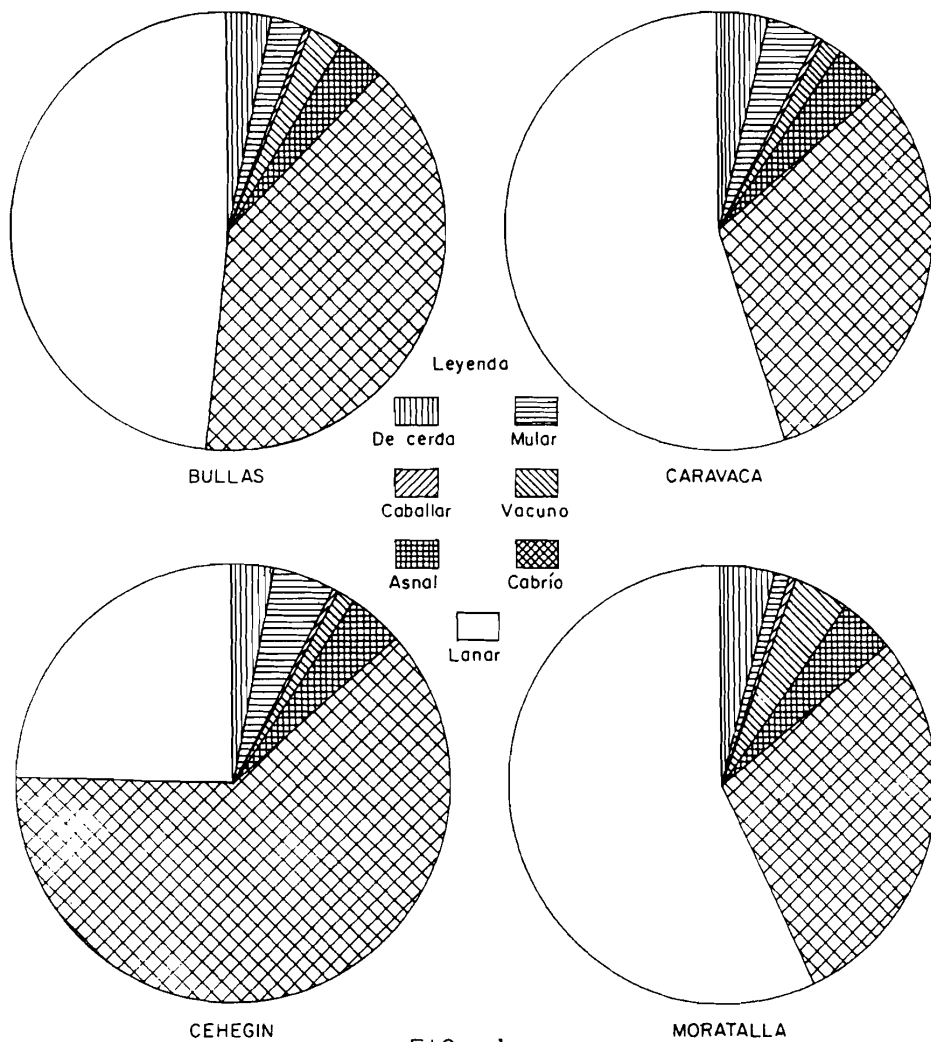 BULLAS
CARAVACA
Leyenda
De cerda
Mular
Caballar
Vacuno
Asnal
Cabrío
Lanar
CEHEGIN
MORATALLA